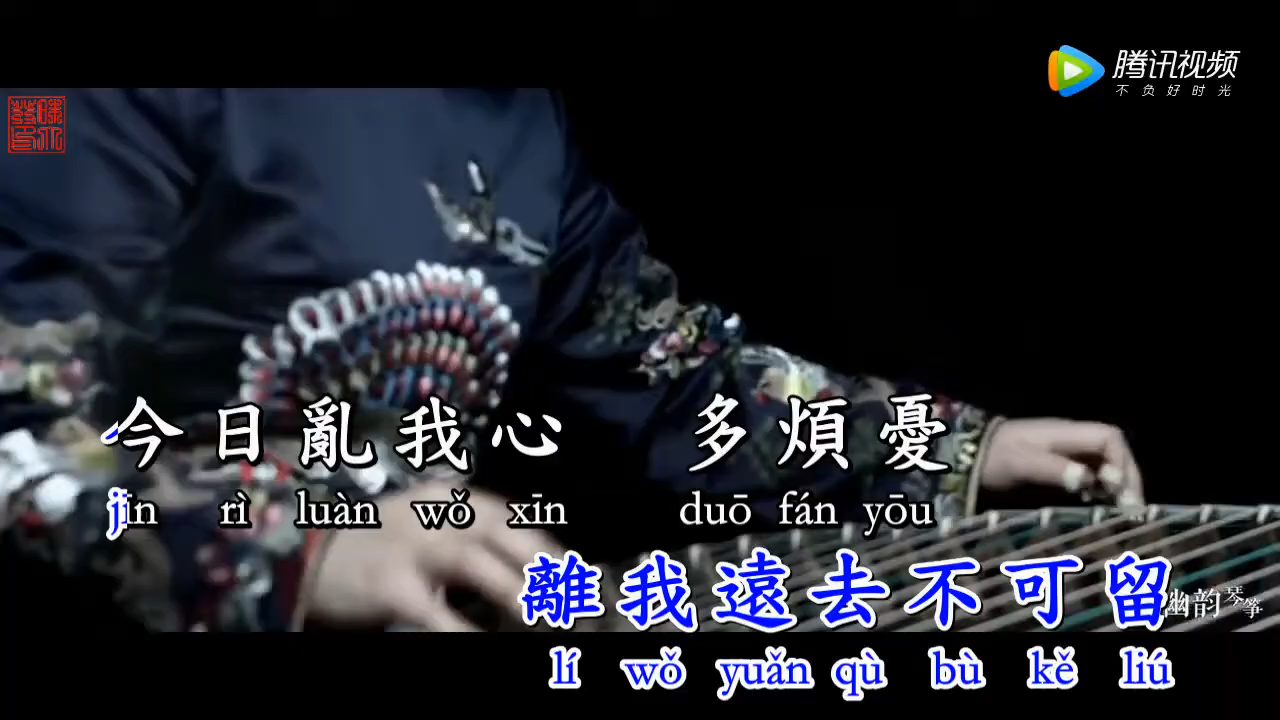 腾讯视频
不负好时光
今日亂我心 多煩憂
jīn rì luàn wǒ xīn duō fán yōu
離我遠去不可留
lí wǒ yuǎn qù bù kě liú
幽韵琴筝